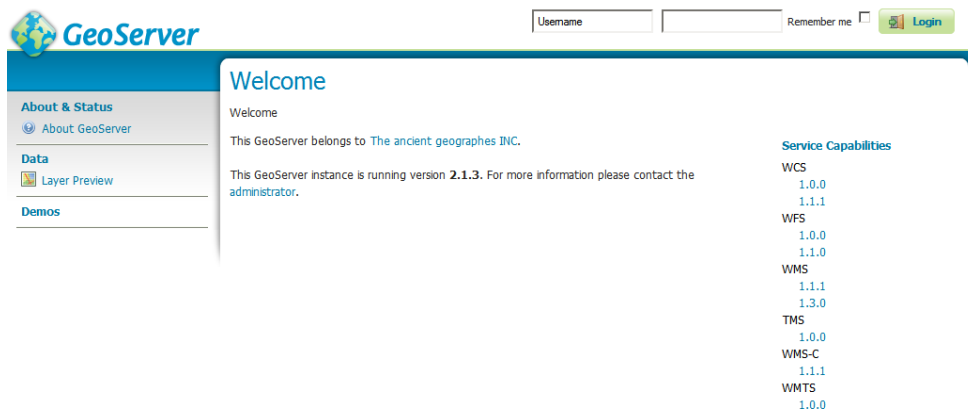 GeoServer
Username
Remember me
Login
About & Status
About GeoServer
Data
Layer Preview
Demos
Welcome
Welcome
This GeoServer belongs to The ancient geographes INC.
This GeoServer instance is running version 2.1.3. For more information please contact the
administrator.
Service Capabilities
WCS
1.0.0
1.1.1
WFS
1.0.0
1.1.0
WMS
1.1.1
1.3.0
TMS
1.0.0
WMS-C
1.1.1
WMTS
1.0.0